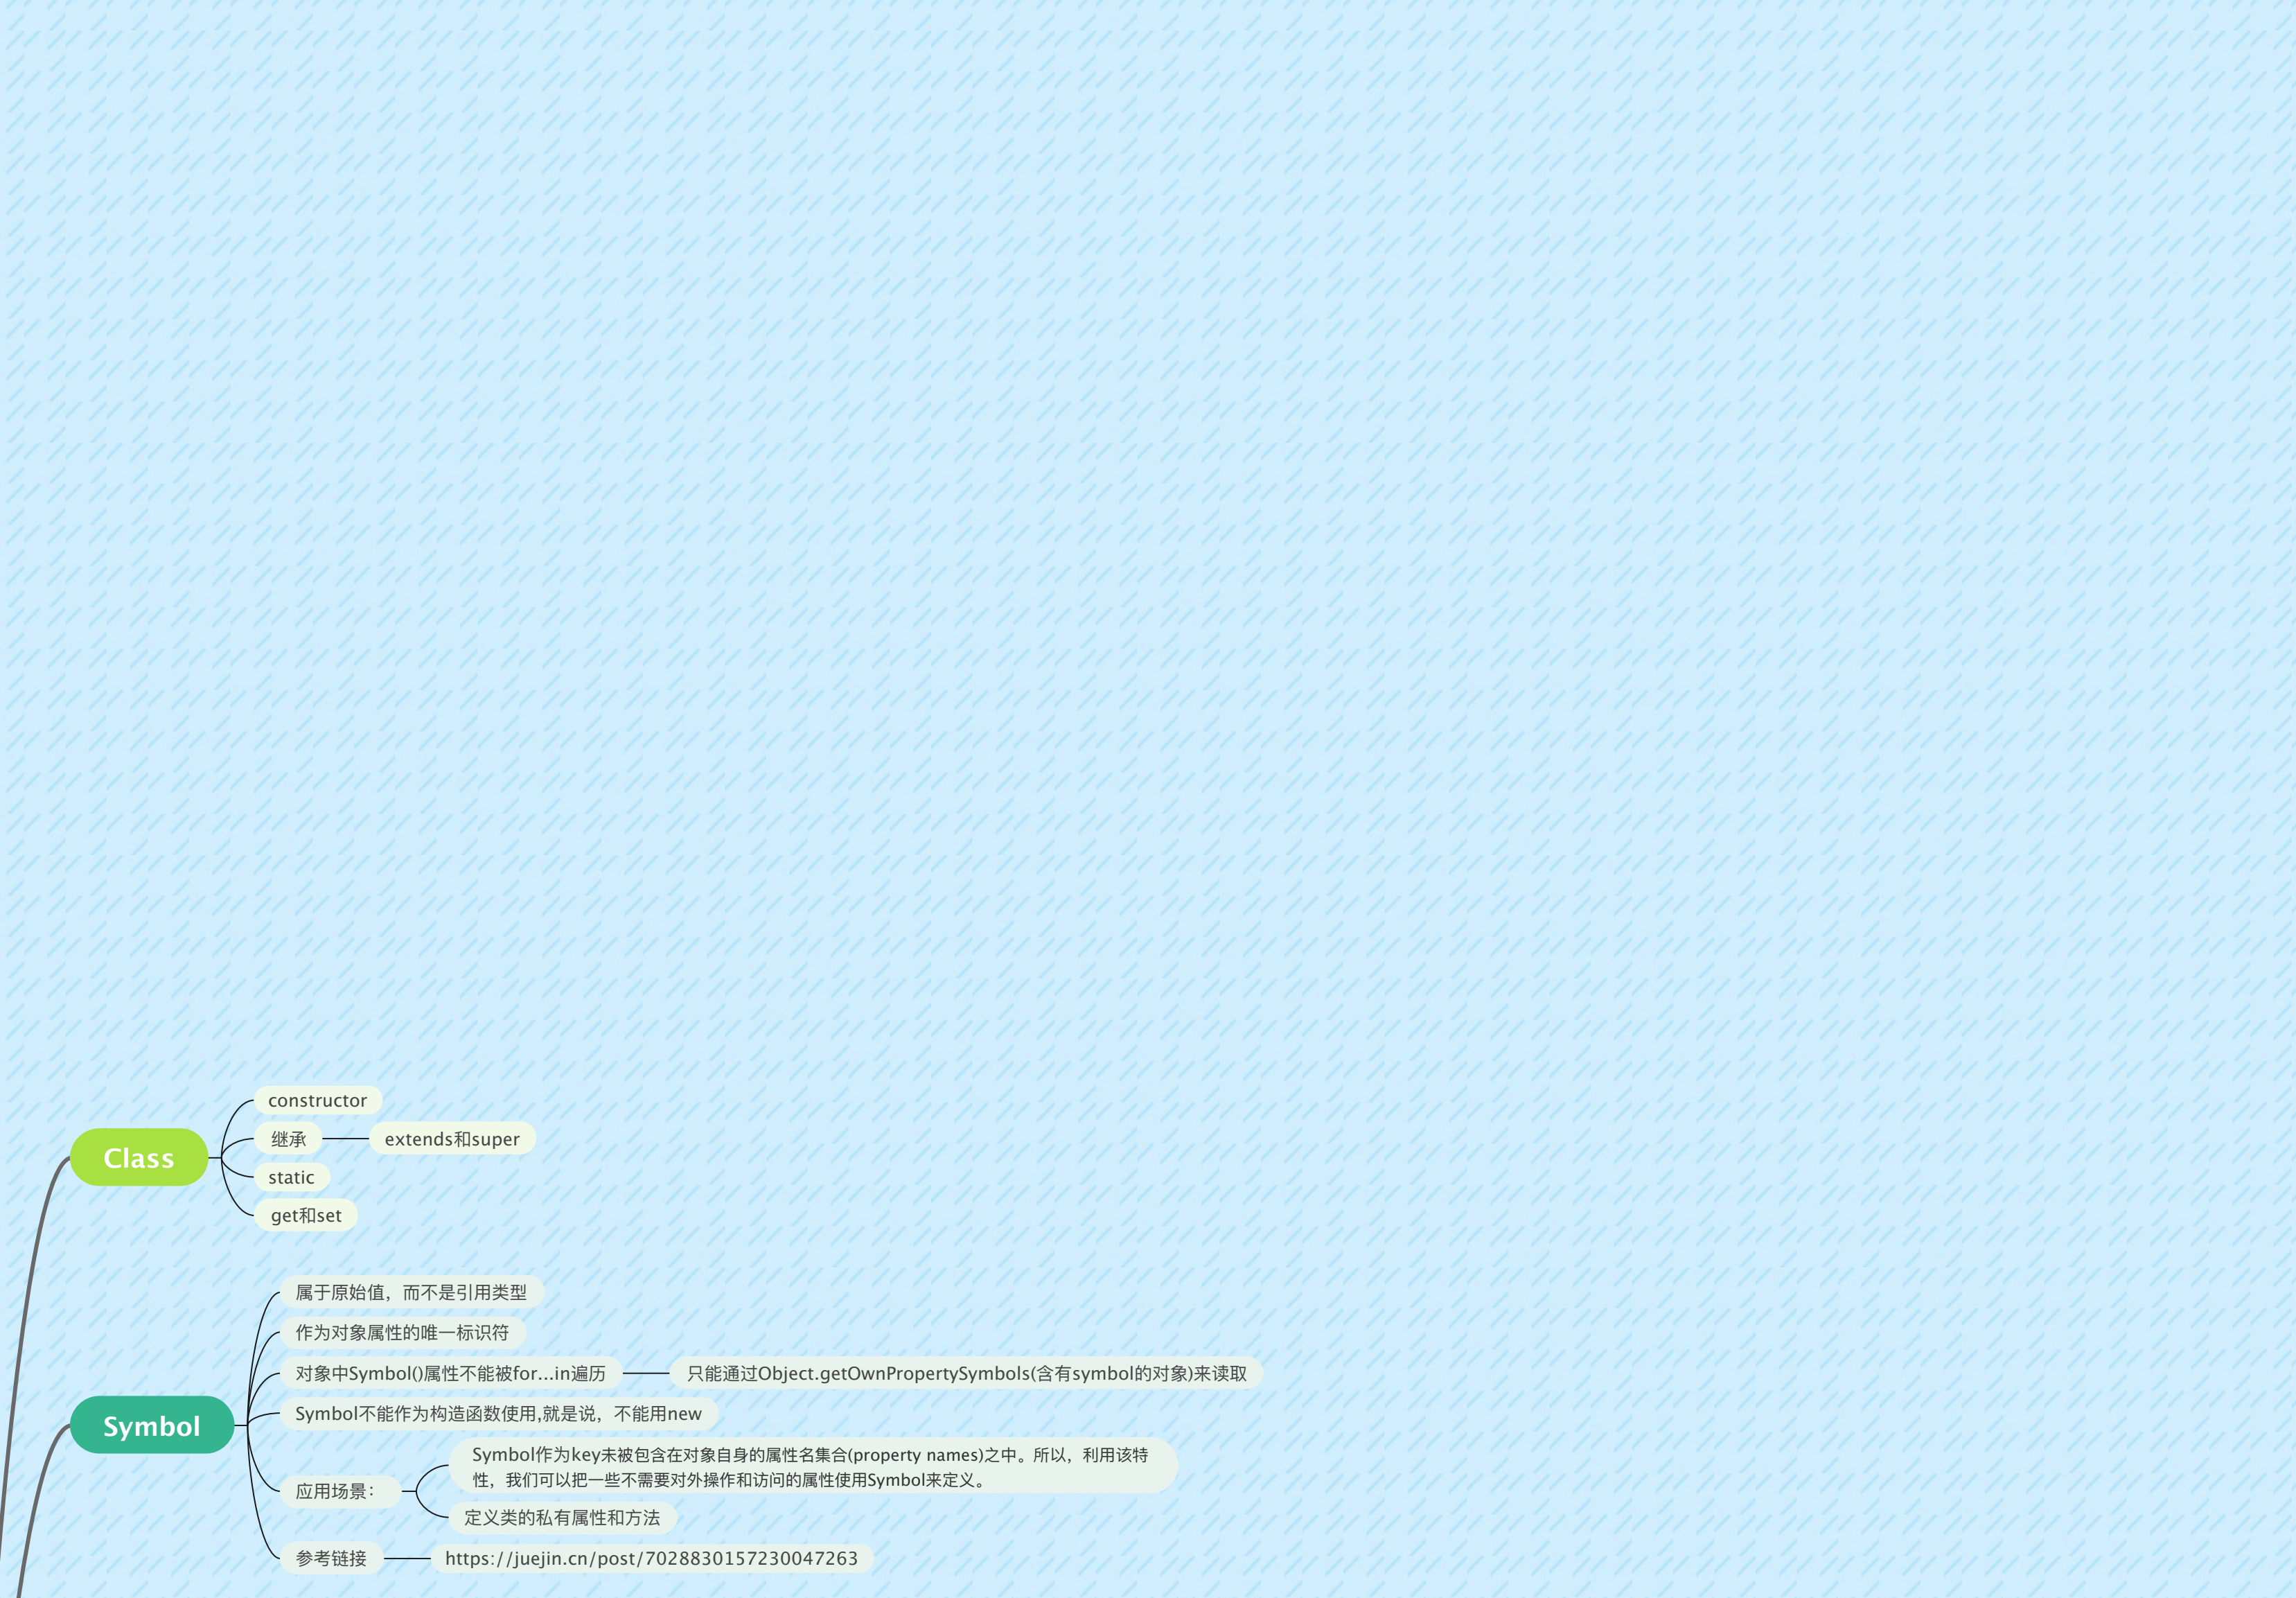 Class
constructor
继承
extends和super
static
get和set
Symbol
属于原始值，而不是引用类型
作为对象属性的唯一标识符
对象中Symbol()属性不能被for...in遍历
只能通过Object.getOwnPropertySymbols(含有symbol的对象)来读取
Symbol不能作为构造函数使用,就是说，不能用new
应用场景：
Symbol作为key未被包含在对象自身的属性名集合(property names)之中。所以，利用该特
性，我们可以把一些不需要对外操作和访问的属性使用Symbol来定义。
定义类的私有属性和方法
参考链接
https://juejin.cn/post/7028830157230047263